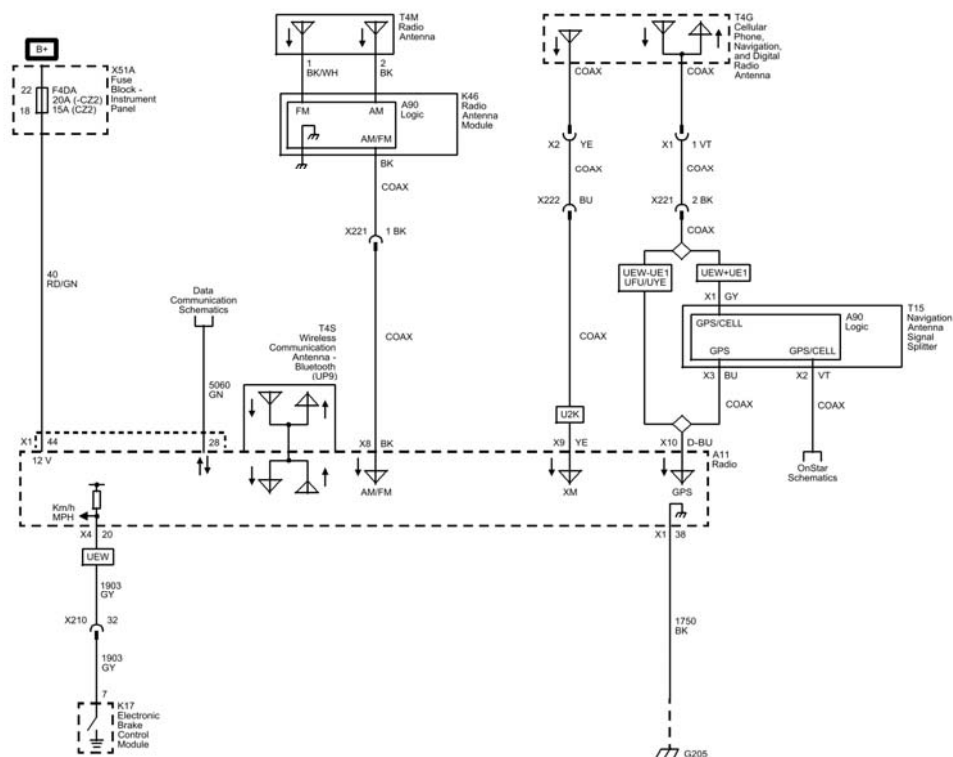 B+
X51A
Fuse
Block -
Instrument
Panel
22
F4DA
20A (-CZ2)
15A (CZ2)
18
40
RD/GN
Data
Communication
Schematics
5060
GN
T4M
Radio
Antenna
1
BK/WH
2
BK
K46
Radio
Antenna
Module
FM
AM
A90
Logic
AM/FM
BK
COAX
X221 1 BK
COAX
T4S
Wireless
Communication
Antenna -
Bluetooth
(UP9)
T4G
Cellular
Phone,
Navigation,
and Digital
Radio
Antenna
COAX
COAX
X2 YE
X1 1 VT
COAX
COAX
X222 BU
X221 2 BK
COAX
COAX
UEW-UE1
UFU/UYE
UEW+UE1
X1 GY
T15
Navigation
Antenna
Signal
Splitter
GPS/CELL
A90
Logic
GPS
GPS/CELL
X3 BU
X2 VT
COAX
COAX
OnStar
Schematics
U2K
X1 44
28
X8 BK
X9 YE
X10 D-BU
A11
Radio
12 V
AM/FM
XM
GPS
Km/h
MPH
X4 20
X1 38
UEW
1903
GY
X210 32
1903
GY
7
K17
Electronic
Brake
Control
Module
1750
BK
G205